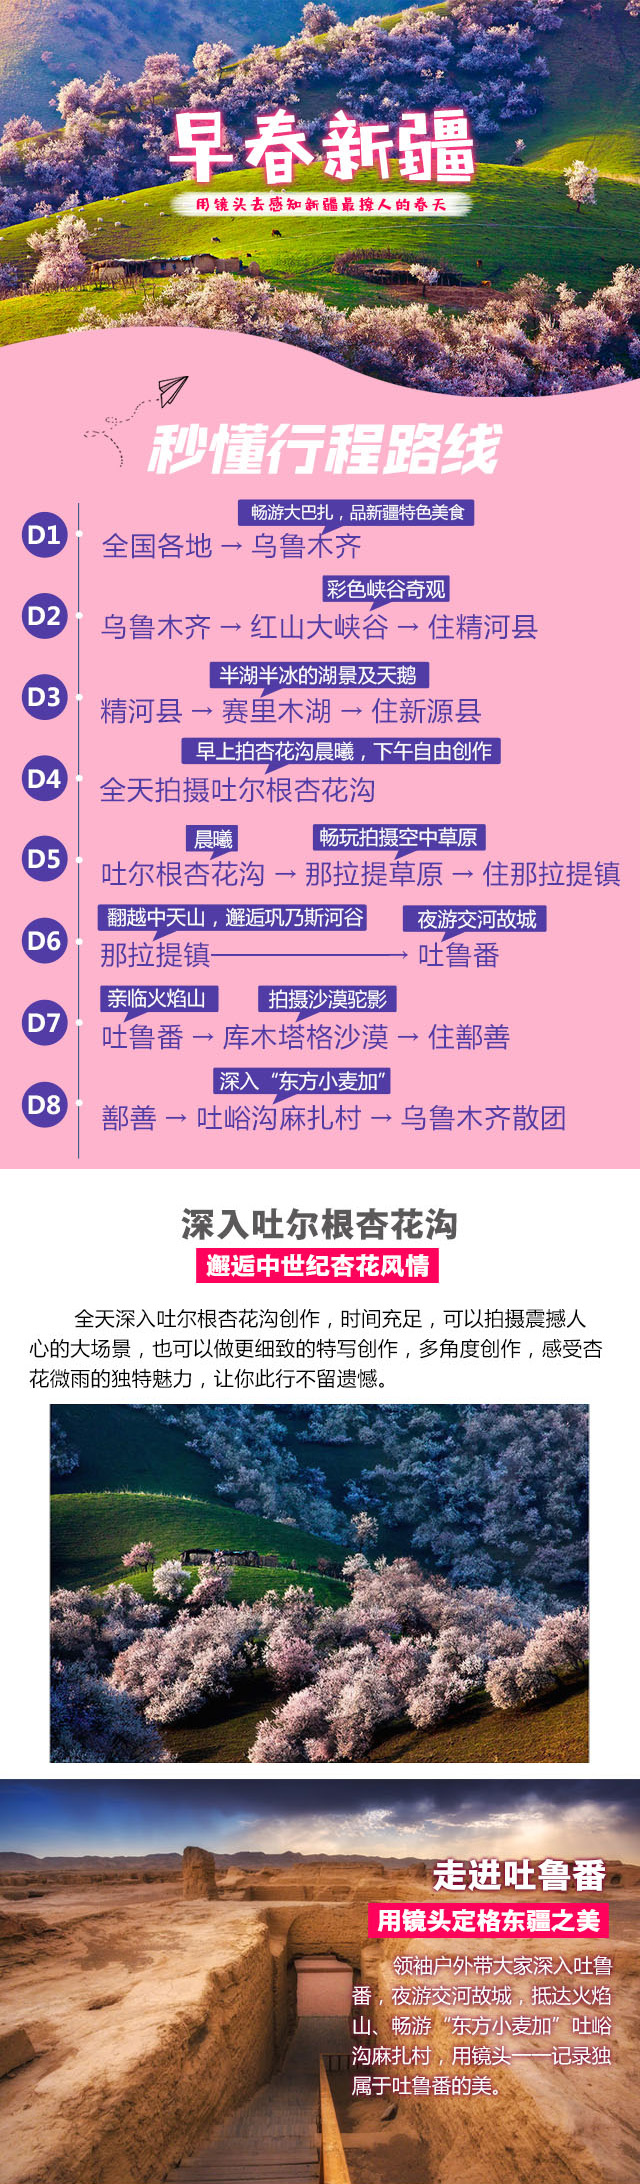 早春新疆
用镜头去感知新疆最撩人的春天
秒懂行程路线
畅游大巴扎，品新疆特色美食
D1
全国各地 → 乌鲁木齐
彩色峡谷奇观
D2
乌鲁木齐 → 红山大峡谷 → 住精河县
半湖半冰的湖景及天鹅
D3
精河县 → 赛里木湖 → 住新源县
早上拍杏花沟晨曦，下午自由创作
D4
全天拍摄吐尔根杏花沟
晨曦
畅玩拍摄空中草原
D5
吐尔根杏花沟 → 那拉提草原 → 住那拉提镇
翻越中天山，邂逅巩乃斯河谷
夜游交河故城
D6
那拉提镇 → 吐鲁番
亲临火焰山
拍摄沙漠驼影
D7
吐鲁番 → 库木塔格沙漠 → 住鄯善
深入“东方小麦加”
D8
鄯善 → 吐峪沟麻扎村 → 乌鲁木齐散团
深入吐尔根杏花沟
邂逅中世纪杏花风情
全天深入吐尔根杏花沟创作，时间充足，可以拍摄震撼人
心的大场景，也可以做更细致的特写创作，多角度创作，感受杏
花微雨的独特魅力，让你此行不留遗憾。
走进吐鲁番
用镜头定格东疆之美
领袖户外带大家深入吐鲁
番，夜游交河故城，抵达火焰
山、畅游“东方小麦加”吐峪
沟麻扎村，用镜头一一记录独
属于吐鲁番的美。